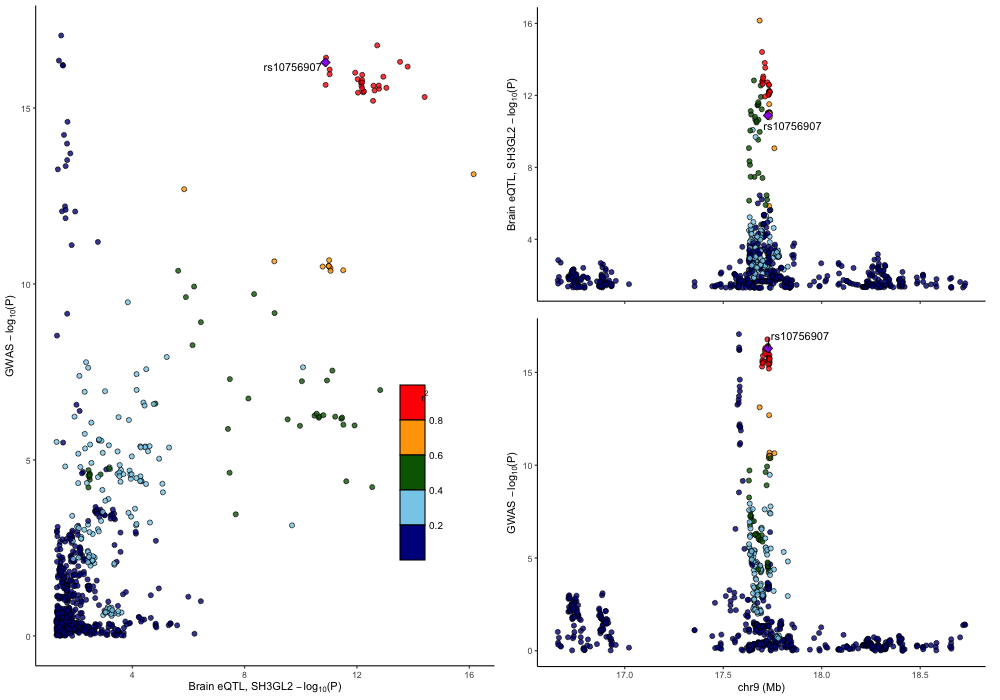 GWAS −log10(P)
15
10
5
0
4
8
12
16
Brain eQTL, SH3GL2 −log10(P)
rs10756907
r2
0.8
0.6
0.4
0.2
Brain eQTL, SH3GL2 −log10(P)
16
12
8
4
rs10756907
GWAS −log10(P)
15
10
5
0
rs10756907
17.0
17.5
18.0
18.5
chr9 (Mb)